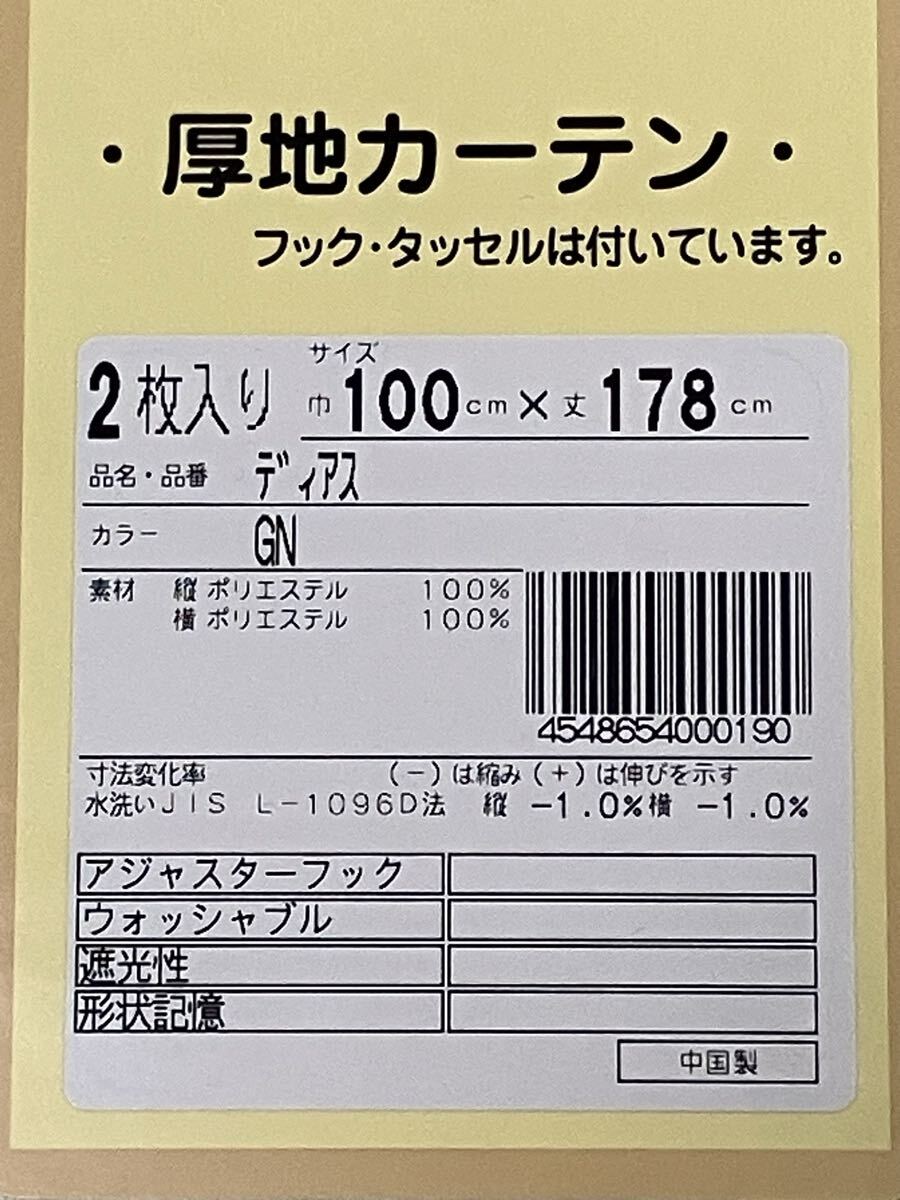 ・厚地カーテン・
フック・タッセルは付いています。
サイズ
2枚入り 巾100cm×丈178cm
品名・品番 ディアス
カラー GN
素材 縦 ポリエステル 100%
横 ポリエステル 100%
4548654000190
寸法変化率 (-)は縮み(+)は伸びを示す
水洗いJIS L-1096D法 縦 -1.0%横 -1.0%
アジャスターフック
ウォッシャブル
遮光性
形状記憶
中国製